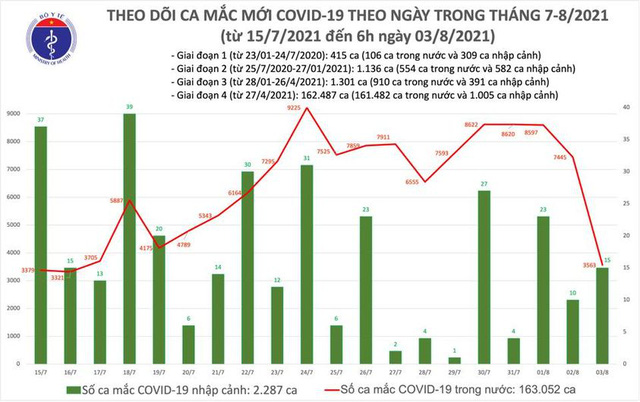 BỘ Y TẾ
MINISTRY OF HEALTH
THEO DÕI CA MẮC MỚI COVID-19 THEO NGÀY TRONG THÁNG 7-8/2021
(từ 15/7/2021 đến 6h ngày 03/8/2021)
- Giai đoạn 1 (từ 23/01-24/7/2020): 415 ca (106 ca trong nước và 309 ca nhập cảnh)
- Giai đoạn 2 (từ 25/7/2020-27/01/2021): 1.136 ca (554 ca trong nước và 582 ca nhập cảnh)
- Giai đoạn 3 (từ 28/01-26/4/2021): 1.301 ca (910 ca trong nước và 391 ca nhập cảnh)
- Giai đoạn 4 (từ 27/4/2021): 162.487 ca (161.482 ca trong nước và 1.005 ca nhập cảnh)
9000 8000 7000 6000 5000 4000 3000 2000 1000 0
40 35 30 25 20 15 10 5 0
37 15 13 39 20 6 14 30 12 31 6 23 2 4 1 27 4 23 10 15
3379 3321 3705 5887 4175 4789 5343 6164 7295 9225 7525 7859 7911 6555 7593 8622 8620 8597 7445 3563
15/7 16/7 17/7 18/7 19/7 20/7 21/7 22/7 23/7 24/7 25/7 26/7 27/7 28/7 29/7 30/7 31/7 01/8 02/8 03/8
Số ca mắc COVID-19 nhập cảnh: 2.287 ca
Số ca mắc COVID-19 trong nước: 163.052 ca